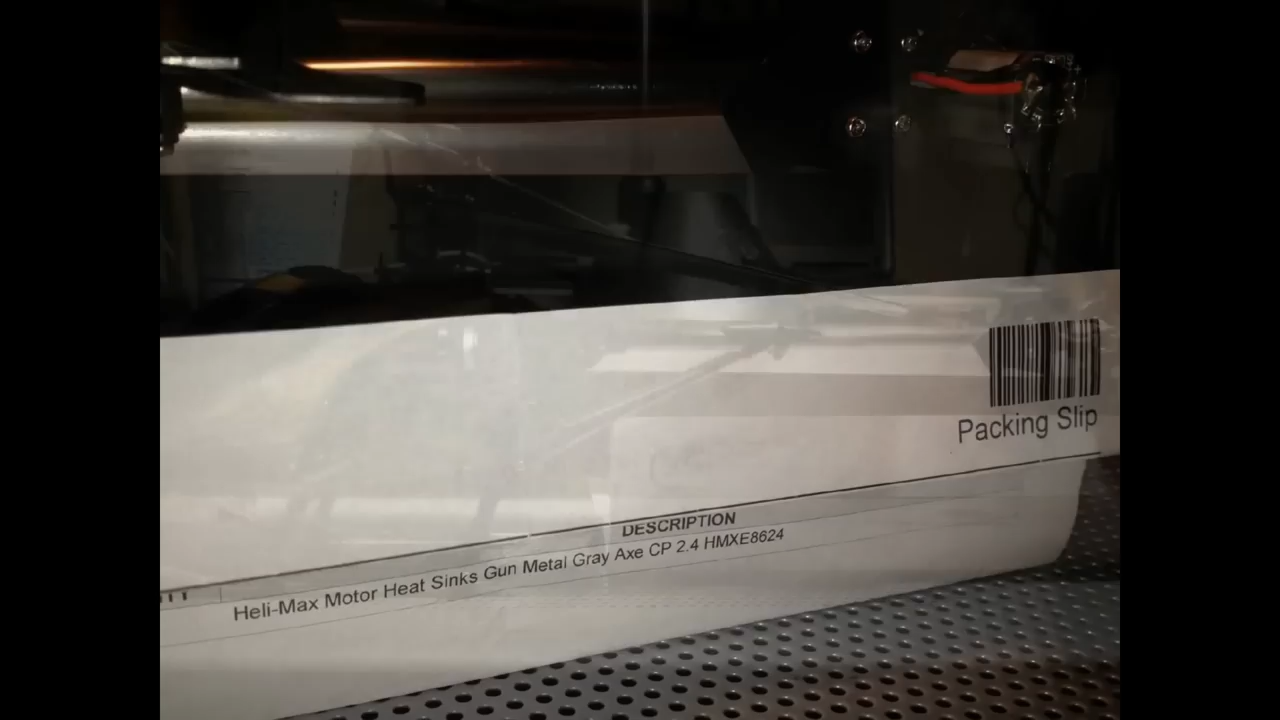 Packing Slip
DESCRIPTION
Heli-Max Motor Heat Sinks Gun Metal Gray Axe CP 2.4 HMXE8624